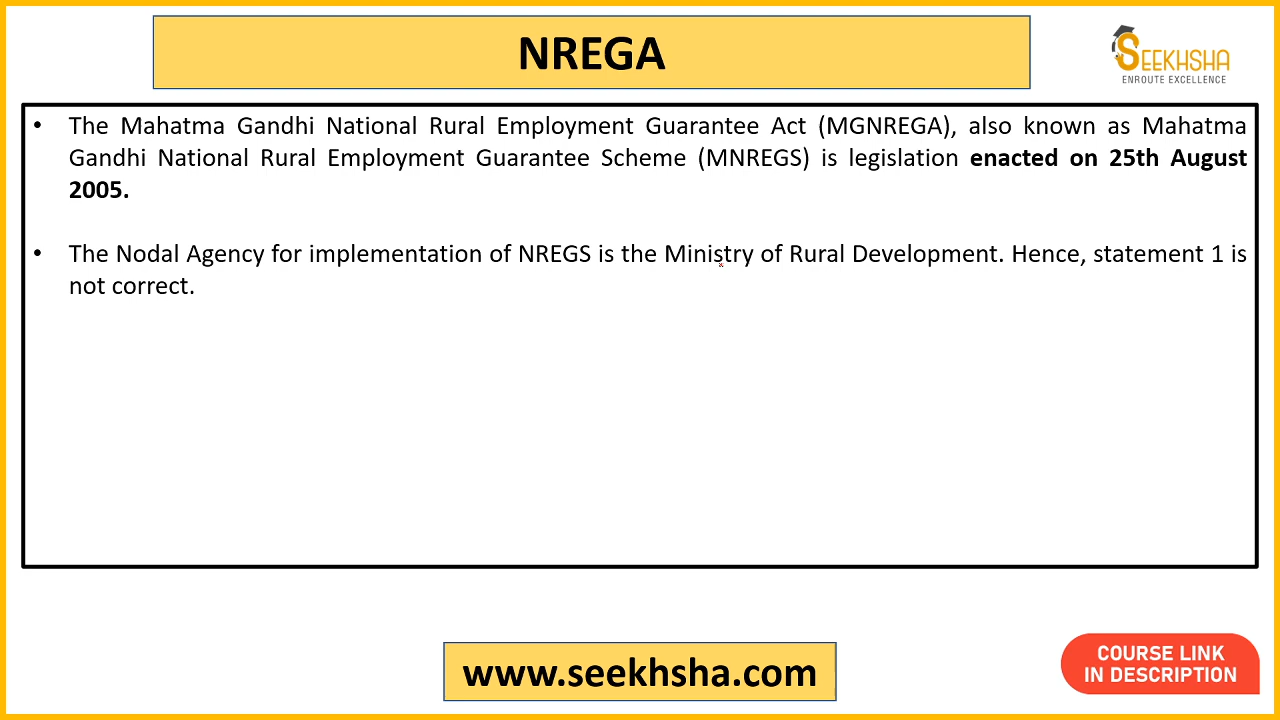 NREGA
SEEKHSHA
ENROUTE EXCELLENCE
• The Mahatma Gandhi National Rural Employment Guarantee Act (MGNREGA), also known as Mahatma
Gandhi National Rural Employment Guarantee Scheme (MNREGS) is legislation enacted on 25th August
2005.
• The Nodal Agency for implementation of NREGS is the Ministry of Rural Development. Hence, statement 1 is
not correct.
www.seekhsha.com
COURSE LINK
IN DESCRIPTION